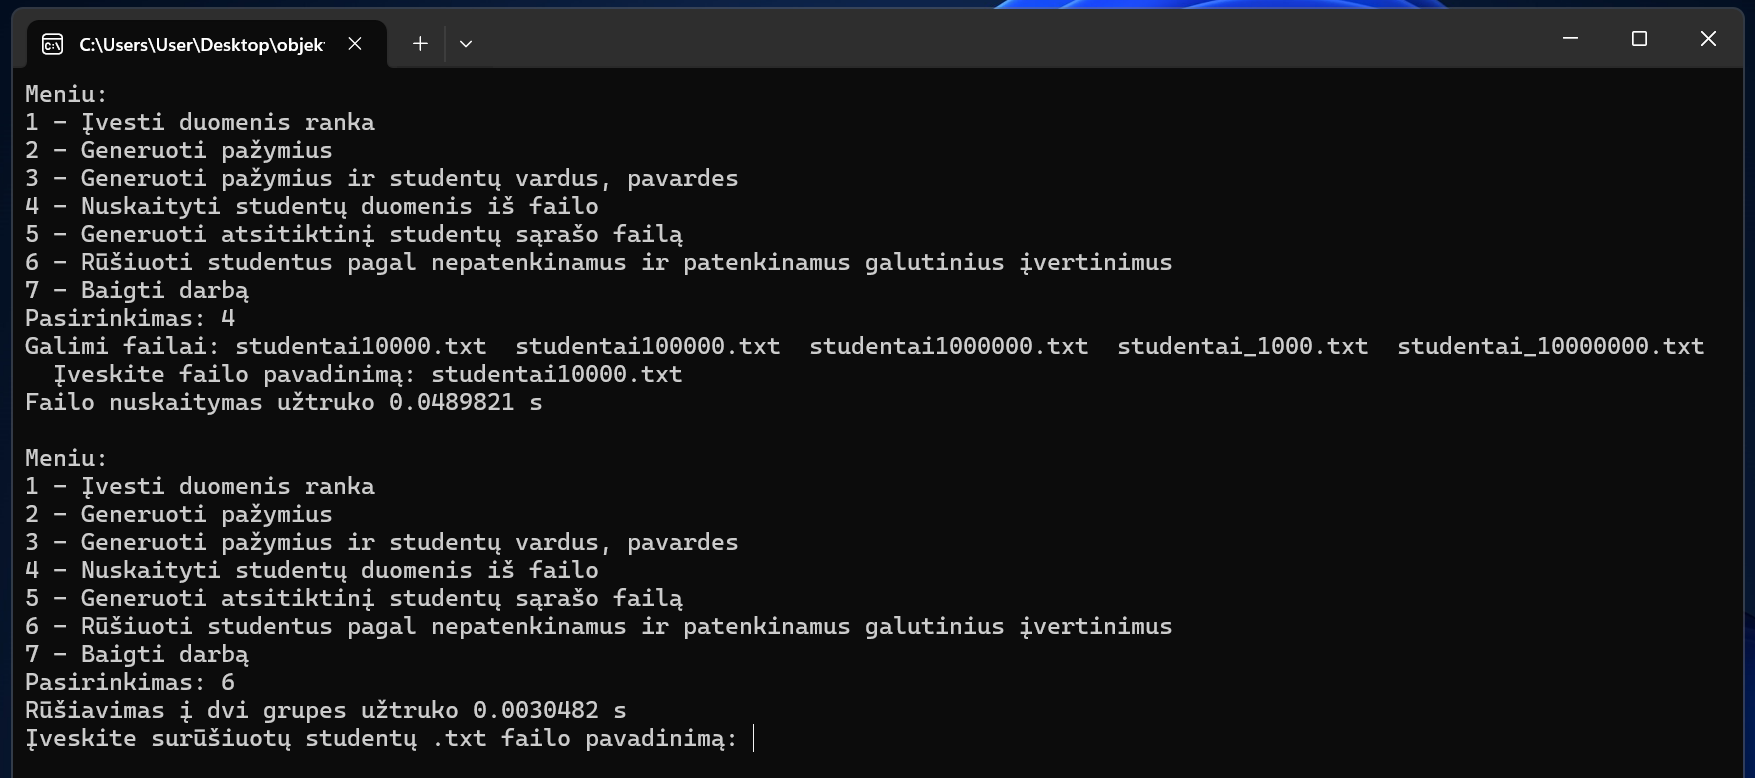 C:\Users\User\Desktop\objek
Meniu:
1 - Įvesti duomenis ranka
2 - Generuoti pažymius
3 - Generuoti pažymius ir studentų vardus, pavardes
4 - Nuskaityti studentų duomenis iš failo
5 - Generuoti atsitiktinį studentų sąrašo failą
6 - Rūšiuoti studentus pagal nepatenkinamus ir patenkinamus galutinius įvertinimus
7 - Baigti darbą
Pasirinkimas: 4
Galimi failai: studentai10000.txt  studentai100000.txt  studentai1000000.txt  studentai_1000.txt  studentai_10000000.txt
  Įveskite failo pavadinimą: studentai10000.txt
Failo nuskaitymas užtruko 0.0489821 s
Meniu:
1 - Įvesti duomenis ranka
2 - Generuoti pažymius
3 - Generuoti pažymius ir studentų vardus, pavardes
4 - Nuskaityti studentų duomenis iš failo
5 - Generuoti atsitiktinį studentų sąrašo failą
6 - Rūšiuoti studentus pagal nepatenkinamus ir patenkinamus galutinius įvertinimus
7 - Baigti darbą
Pasirinkimas: 6
Rūšiavimas į dvi grupes užtruko 0.0030482 s
Įveskite surūšiuotų studentų .txt failo pavadinimą: